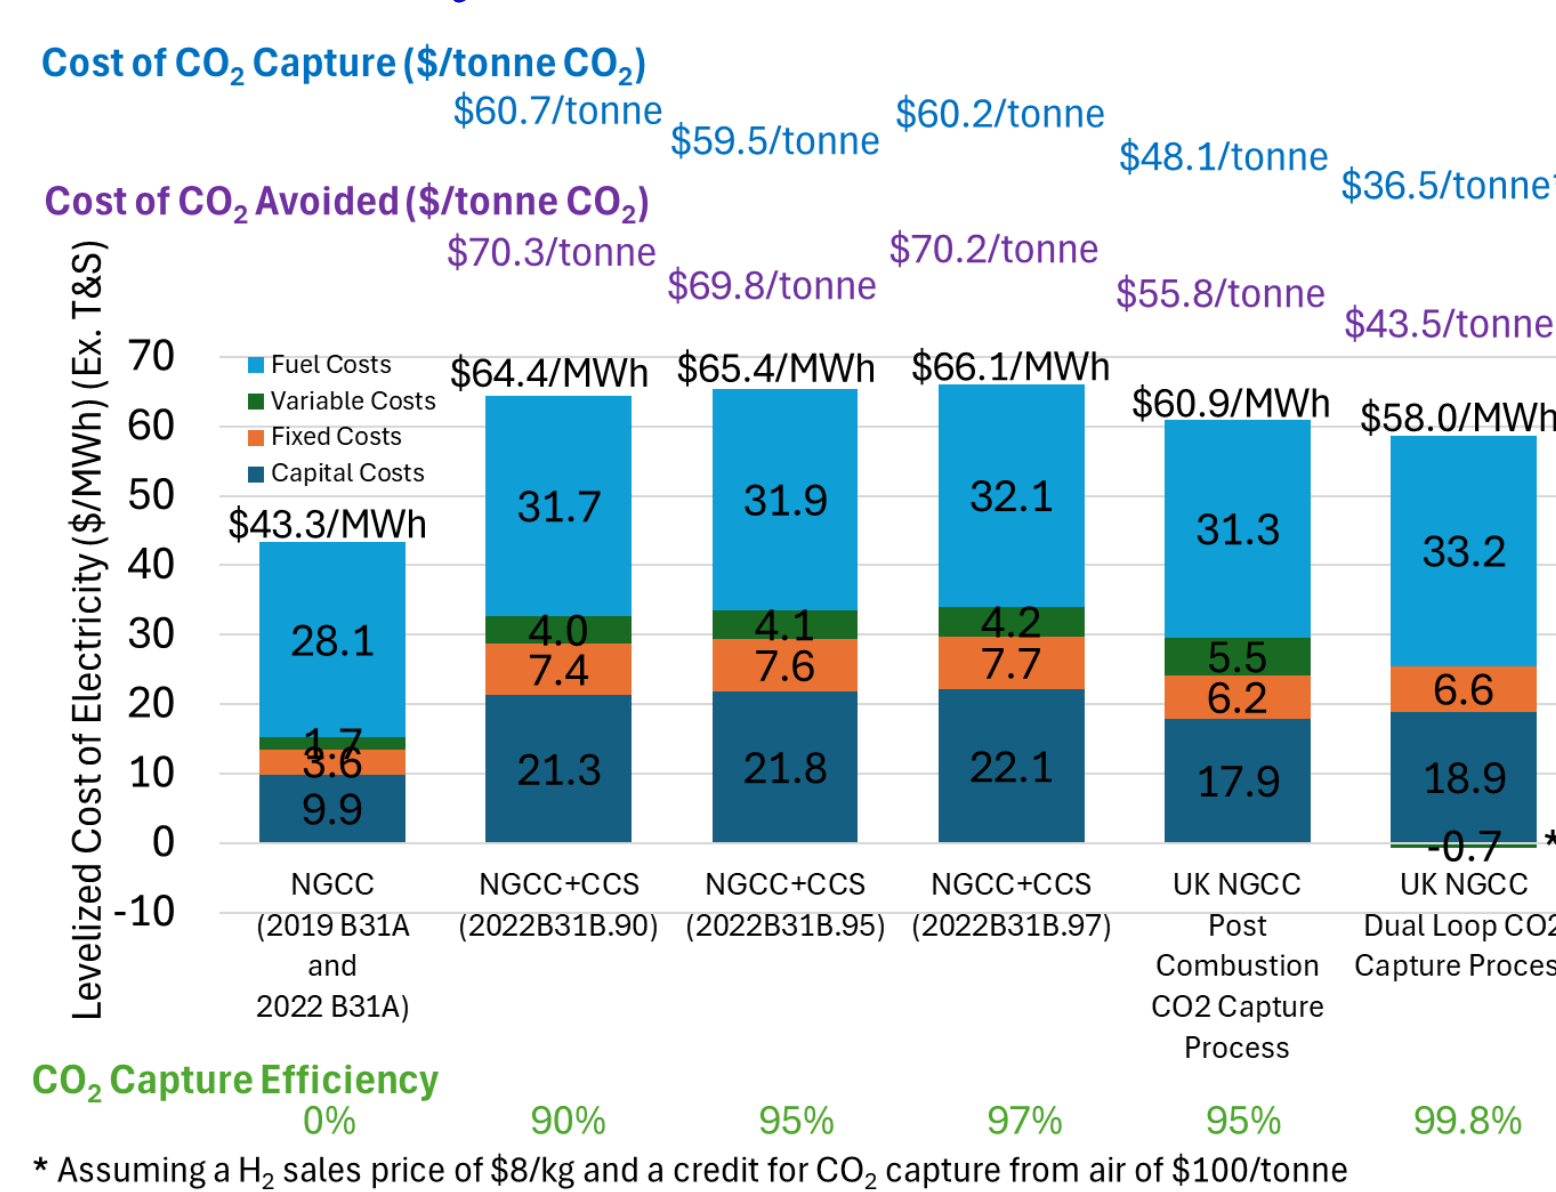 Cost of CO₂ Capture ($/tonne CO₂)
$60.7/tonne
$59.5/tonne
$60.2/tonne
$48.1/tonne
$36.5/tonne*
Cost of CO₂ Avoided ($/tonne CO₂)
$70.3/tonne
$69.8/tonne
$70.2/tonne
$55.8/tonne
$43.5/tonne
Levelized Cost of Electricity ($/MWh) (Ex. T&S)
70
60
50
40
30
20
10
0
-10
Fuel Costs
Variable Costs
Fixed Costs
Capital Costs
$43.3/MWh
28.1
1.7
3.6
9.9
$64.4/MWh
31.7
4.0
7.4
21.3
$65.4/MWh
31.9
4.1
7.6
21.8
$66.1/MWh
32.1
4.2
7.7
22.1
$60.9/MWh
31.3
5.5
6.2
17.9
$58.0/MWh
33.2
6.6
18.9
-0.7
*
NGCC
(2019 B31A
and
2022 B31A)
NGCC+CCS
(2022B31B.90)
NGCC+CCS
(2022B31B.95)
NGCC+CCS
(2022B31B.97)
UK NGCC
Post
Combustion
CO2 Capture
Process
UK NGCC
Dual Loop CO2
Capture Proces
CO₂ Capture Efficiency
0%
90%
95%
97%
95%
99.8%
* Assuming a H₂ sales price of $8/kg and a credit for CO₂ capture from air of $100/tonne